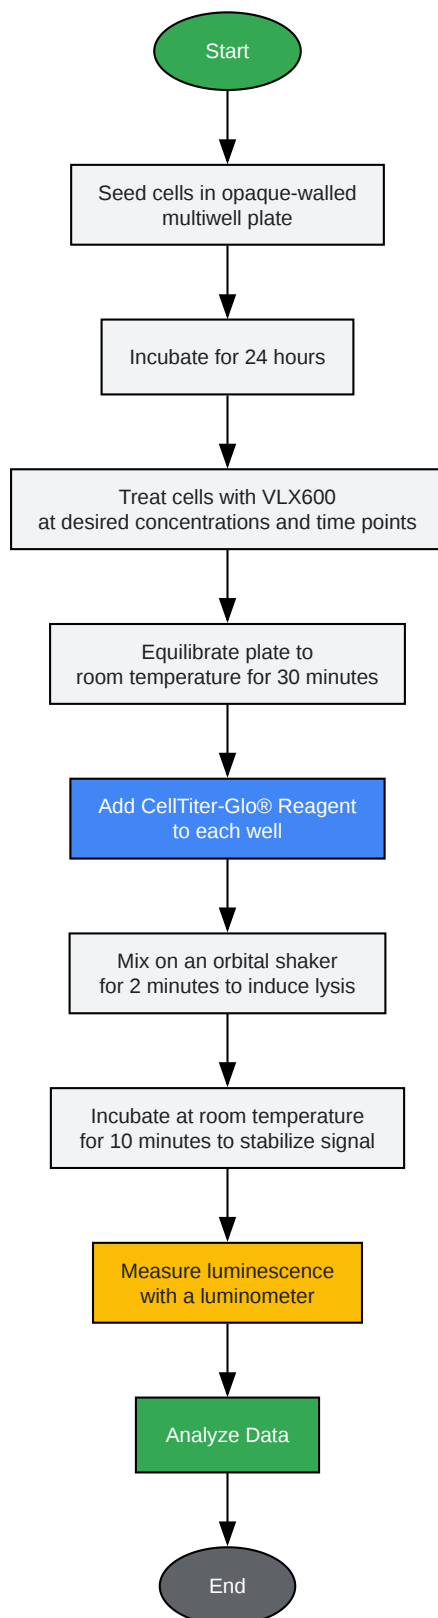 Start
Seed cells in opaque-walled
multiwell plate
Incubate for 24 hours
Treat cells with VLX600
at desired concentrations and time points
Equilibrate plate to
room temperature for 30 minutes
Add CellTiter-Glo® Reagent
to each well
Mix on an orbital shaker
for 2 minutes to induce lysis
Incubate at room temperature
for 10 minutes to stabilize signal
Measure luminescence
with a luminometer
Analyze Data
End